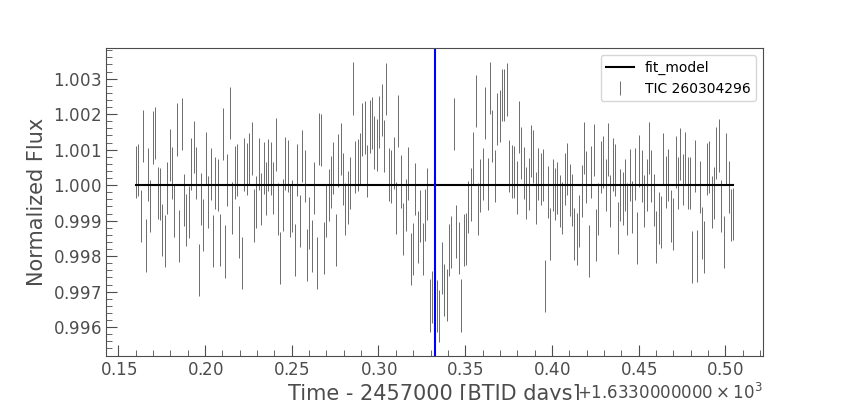 fit_model
TIC 260304296
1.003
1.002
1.001
1.000
0.999
0.998
0.997
0.996
Normalized Flux
0.15 0.20 0.25 0.30 0.35 0.40 0.45 0.50
Time - 2457000 [BTJD days]
+1.6330000000 × 10³